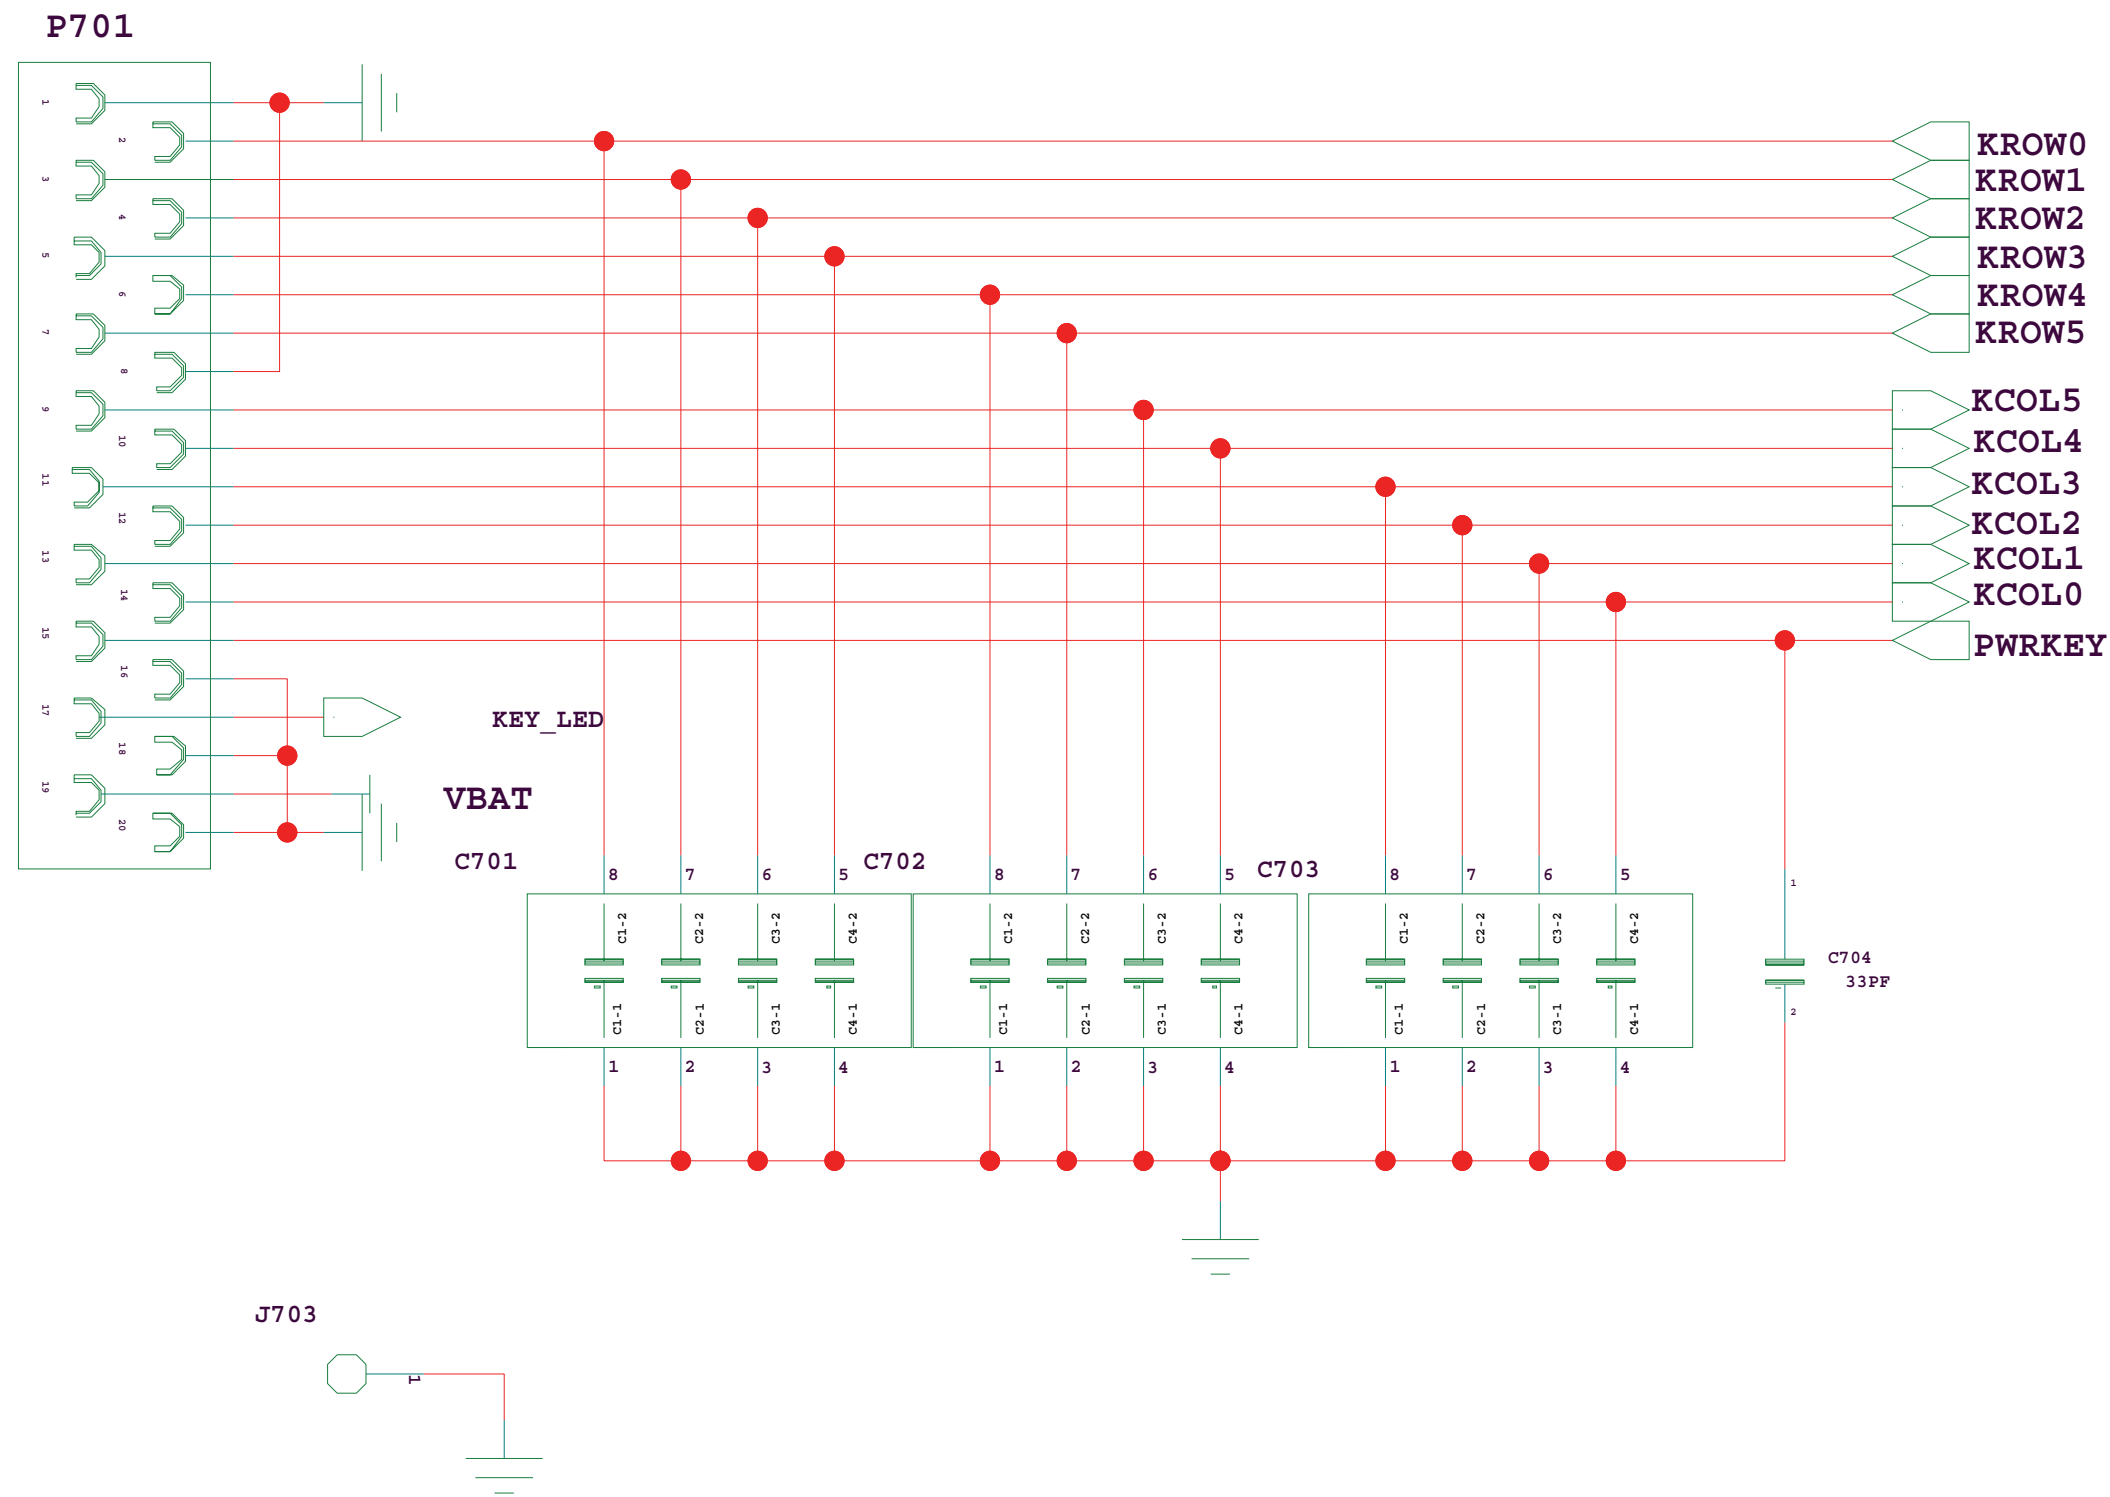 P701
1
2
3
4
5
6
7
8
9
10
11
12
13
14
15
16
17
18
19
20
KROW0
KROW1
KROW2
KROW3
KROW4
KROW5
KCOL5
KCOL4
KCOL3
KCOL2
KCOL1
KCOL0
PWRKEY
KEY_LED
VBAT
C701
8 7 6 5
C1-2 C2-2 C3-2 C4-2
C1-1 C2-1 C3-1 C4-1
1 2 3 4
C702
8 7 6 5
C1-2 C2-2 C3-2 C4-2
C1-1 C2-1 C3-1 C4-1
1 2 3 4
C703
8 7 6 5
C1-2 C2-2 C3-2 C4-2
C1-1 C2-1 C3-1 C4-1
1 2 3 4
1
C704
33PF
2
J703
1